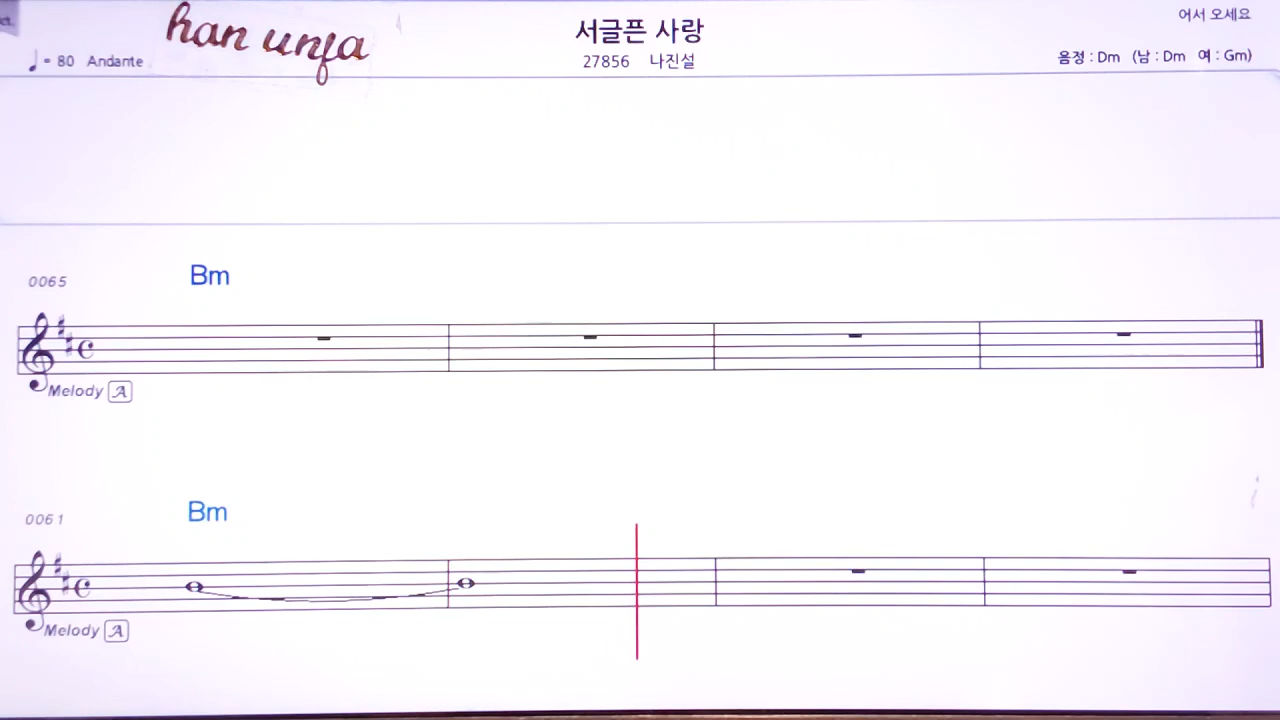 어서 오세요
han unfa
서글픈 사랑
♩ = 80 Andante
27856 나진설
음정 : Dm (남 : Dm 여 : Gm)
0065 Bm
Melody A
0061 Bm
Melody A